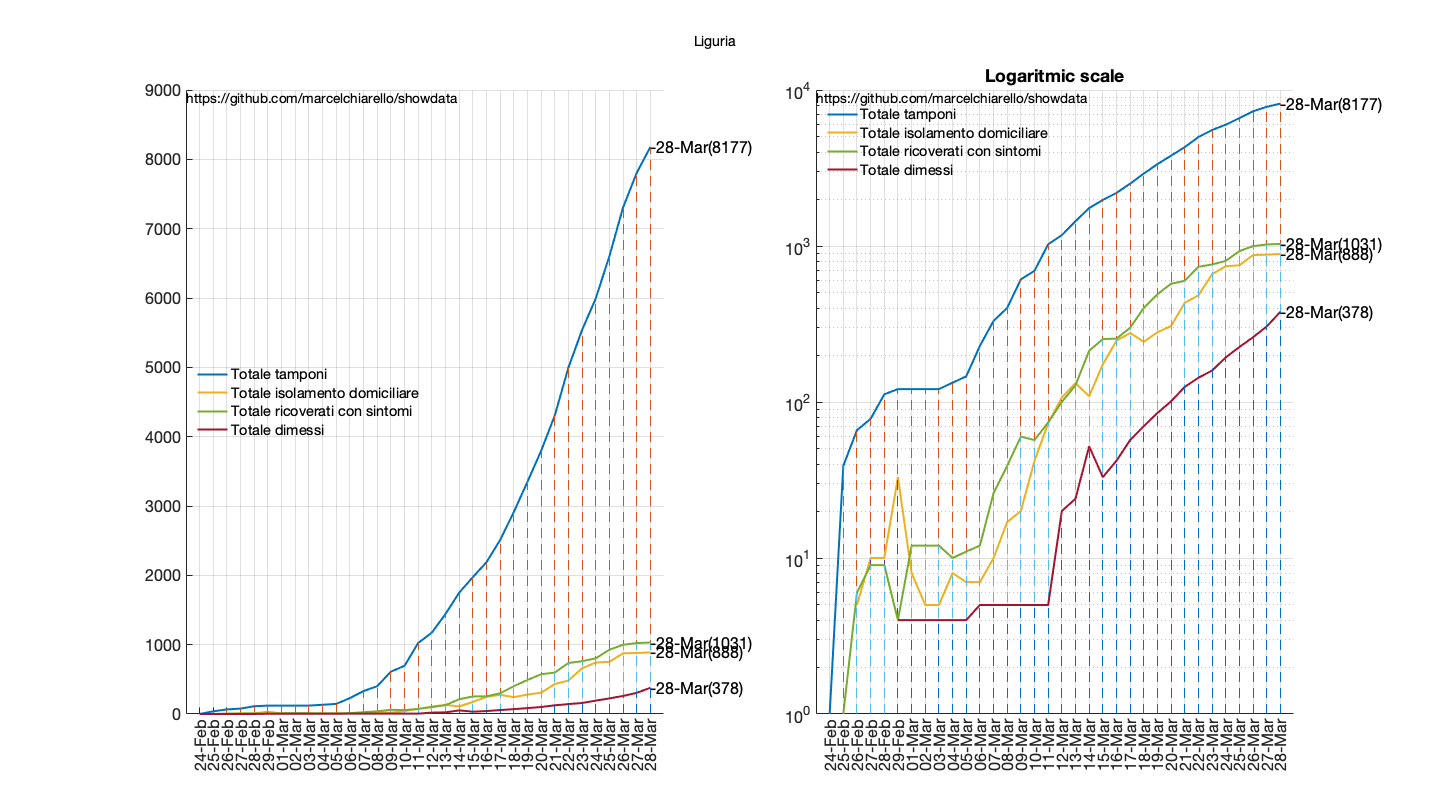 Liguria
https://github.com/marcelchiarello/showdata
9000
8000
7000
6000
5000
4000
3000
2000
1000
0
-28-Mar(8177)
-28-Mar(1031)
-28-Mar(888)
-28-Mar(378)
Totale tamponi
Totale isolamento domiciliare
Totale ricoverati con sintomi
Totale dimessi
24-Feb
25-Feb
26-Feb
27-Feb
28-Feb
29-Feb
01-Mar
02-Mar
03-Mar
04-Mar
05-Mar
06-Mar
07-Mar
08-Mar
09-Mar
10-Mar
11-Mar
12-Mar
13-Mar
14-Mar
15-Mar
16-Mar
17-Mar
18-Mar
19-Mar
20-Mar
21-Mar
22-Mar
23-Mar
24-Mar
25-Mar
26-Mar
27-Mar
28-Mar
Logaritmic scale
https://github.com/marcelchiarello/showdata
Totale tamponi
Totale isolamento domiciliare
Totale ricoverati con sintomi
Totale dimessi
10^4
10^3
10^2
10^1
10^0
-28-Mar(8177)
-28-Mar(1031)
-28-Mar(888)
-28-Mar(378)
24-Feb
25-Feb
26-Feb
27-Feb
28-Feb
29-Feb
01-Mar
02-Mar
03-Mar
04-Mar
05-Mar
06-Mar
07-Mar
08-Mar
09-Mar
10-Mar
11-Mar
12-Mar
13-Mar
14-Mar
15-Mar
16-Mar
17-Mar
18-Mar
19-Mar
20-Mar
21-Mar
22-Mar
23-Mar
24-Mar
25-Mar
26-Mar
27-Mar
28-Mar